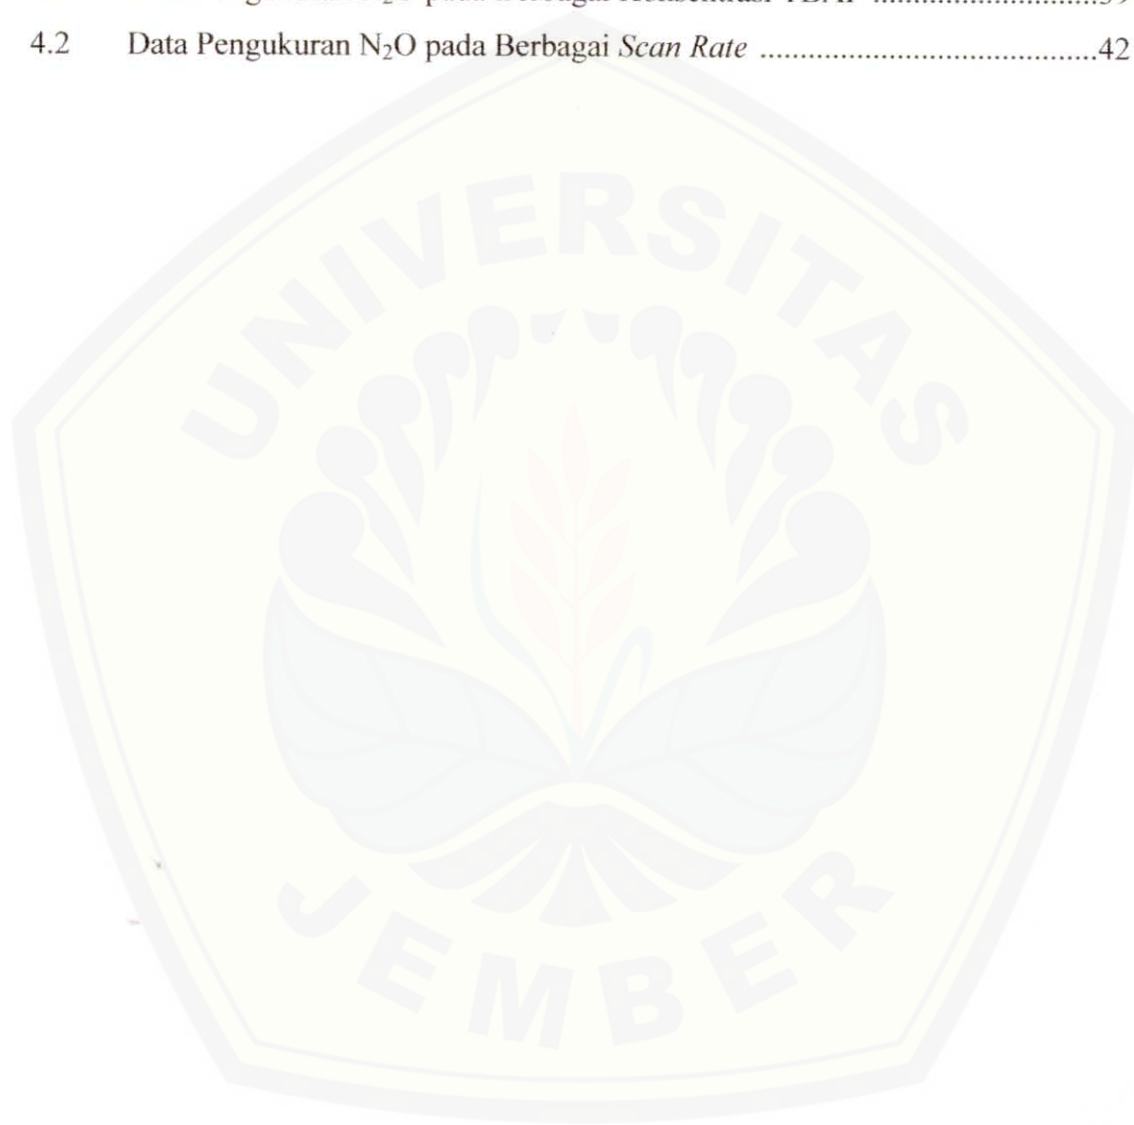 4.2 Data Pengukuran N₂O pada Berbagai Scan Rate ........................................42
UNIVERSITAS
JEMBER